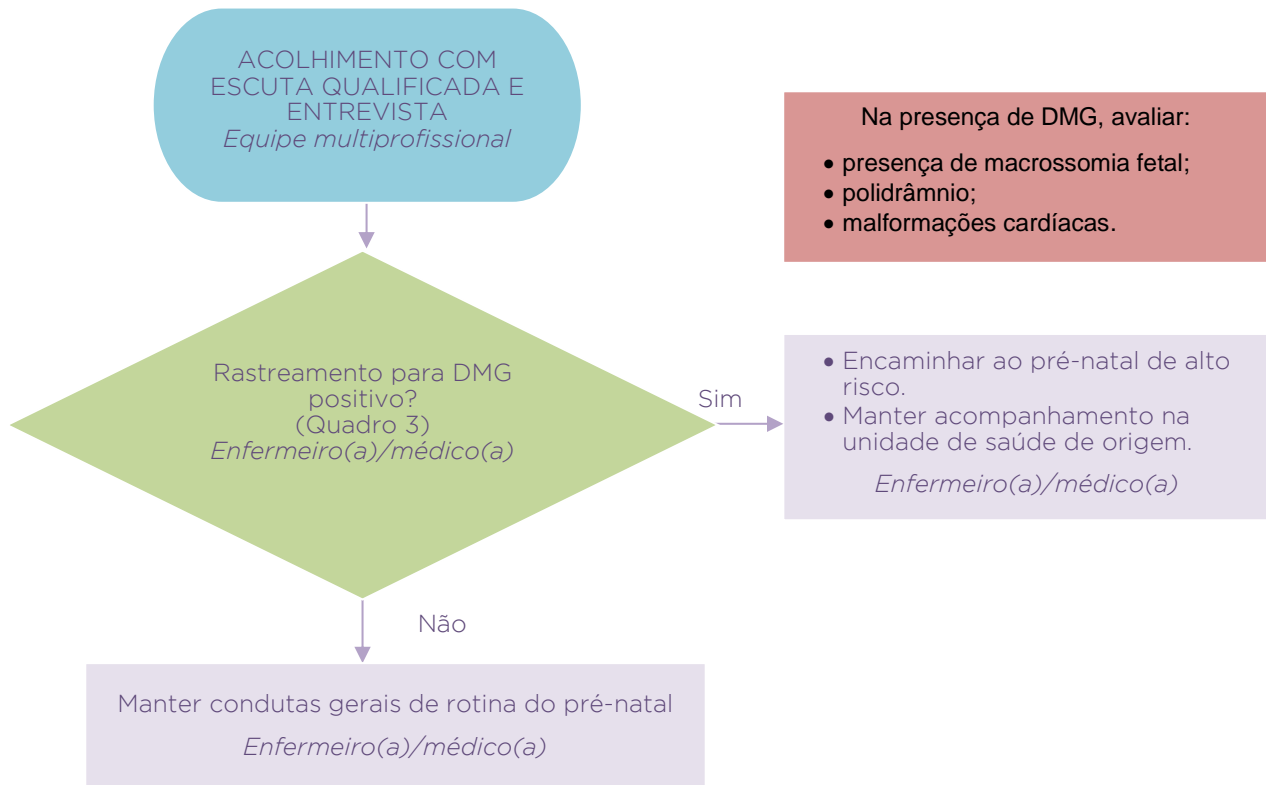 ACOLHIMENTO COM
ESCUTA QUALIFICADA E
ENTREVISTA
Equipe multiprofissional
Na presença de DMG, avaliar:
• presença de macrossomia fetal;
• polidrâmnio;
• malformações cardíacas.
Rastreamento para DMG
positivo?
(Quadro 3)
Enfermeiro(a)/médico(a)
Sim
• Encaminhar ao pré-natal de alto
risco.
• Manter acompanhamento na
unidade de saúde de origem.
Enfermeiro(a)/médico(a)
Não
Manter condutas gerais de rotina do pré-natal
Enfermeiro(a)/médico(a)